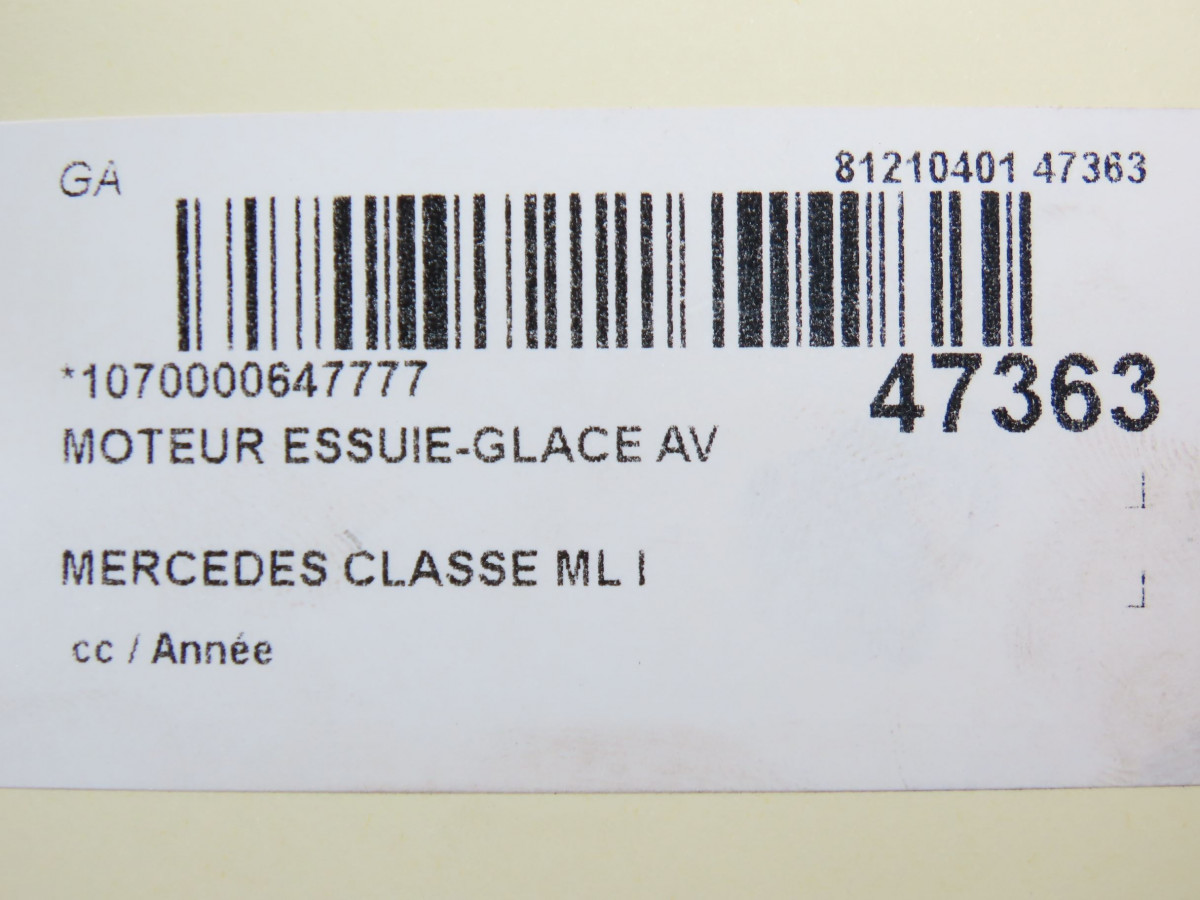 GA
81210401 47363
*1070000647777
47363
MOTEUR ESSUIE-GLACE AV
MERCEDES CLASSE ML I
cc / Année